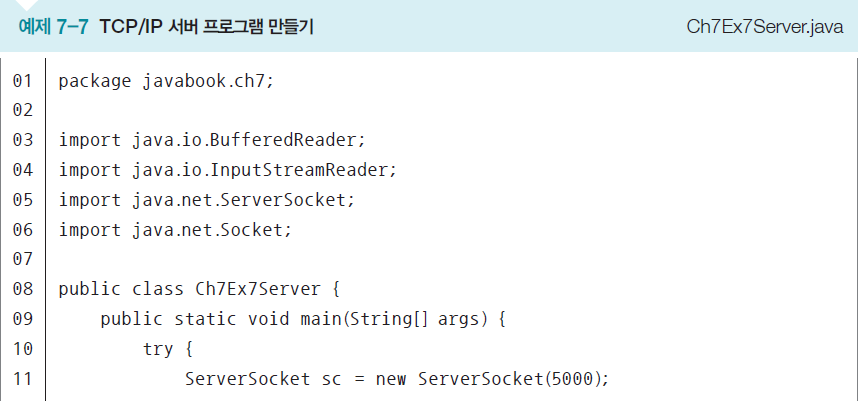 예제 7-7 TCP/IP 서버 프로그램 만들기 Ch7Ex7Server.java
01 package javabook.ch7;
02
03 import java.io.BufferedReader;
04 import java.io.InputStreamReader;
05 import java.net.ServerSocket;
06 import java.net.Socket;
07
08 public class Ch7Ex7Server {
09     public static void main(String[] args) {
10         try {
11             ServerSocket sc = new ServerSocket(5000);